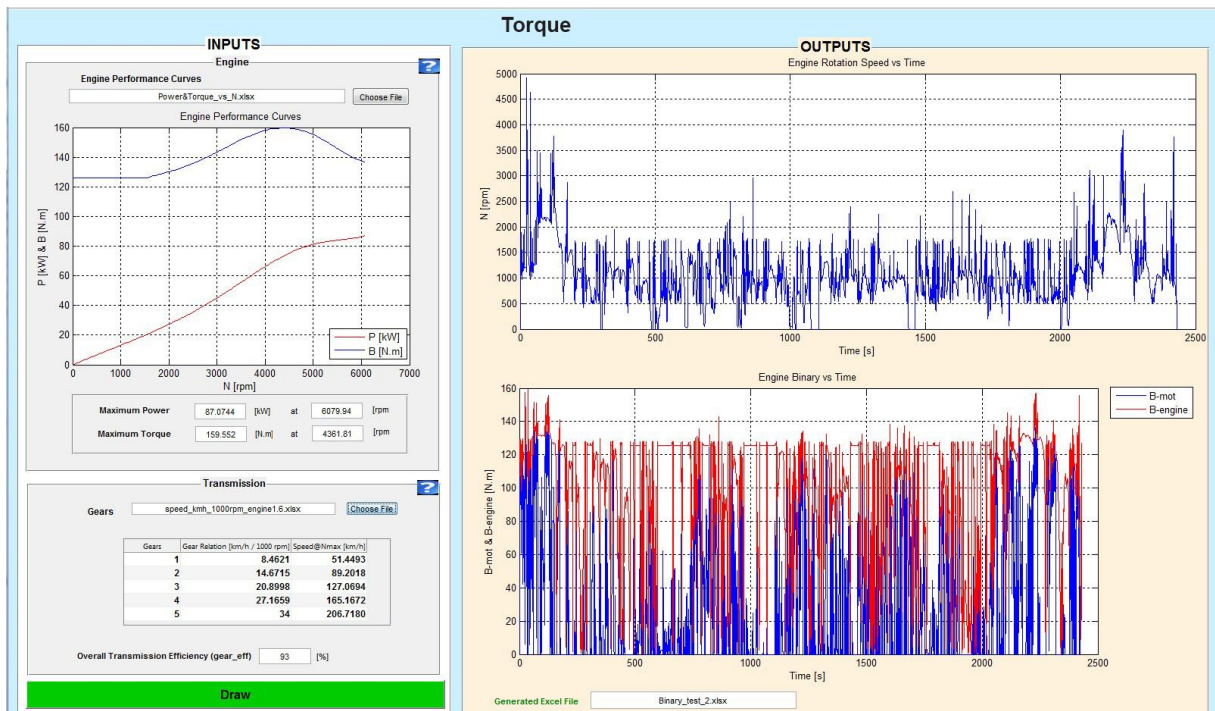 Torque
INPUTS
Engine
?
Engine Performance Curves
Power&Torque_vs_N.xlsx
Choose File
Engine Performance Curves
160
140
120
100
80
60
40
20
0
P [kW] & B [N.m]
0 1000 2000 3000 4000 5000 6000 7000
N [rpm]
P [kW]
B [N.m]
Maximum Power 87.0744 [kW] at 6079.94 [rpm
Maximum Torque 159.552 [N.m] at 4361.81 [rpm
Transmission
?
Gears speed_kmh_1000rpm_engine1.6.xlsx Choose File
Gears Gear Relation [km/h / 1000 rpm] Speed@Nmax [km/h]
1 8.4621 51.4493
2 14.6715 89.2018
3 20.8998 127.0694
4 27.1659 165.1672
5 34 206.7180
Overall Transmission Efficiency (gear_eff) 93 [%]
Draw
OUTPUTS
Engine Rotation Speed vs Time
5000
4500
4000
3500
3000
2500
2000
1500
1000
500
0
N [rpm]
0 500 1000 1500 2000 2500
Time [s]
Engine Binary vs Time
160
140
120
100
80
60
40
20
0
B-mot & B-engine [N.m]
0 500 1000 1500 2000 2500
Time [s]
B-mot
B-engine
Generated Excel File Binary_test_2.xlsx